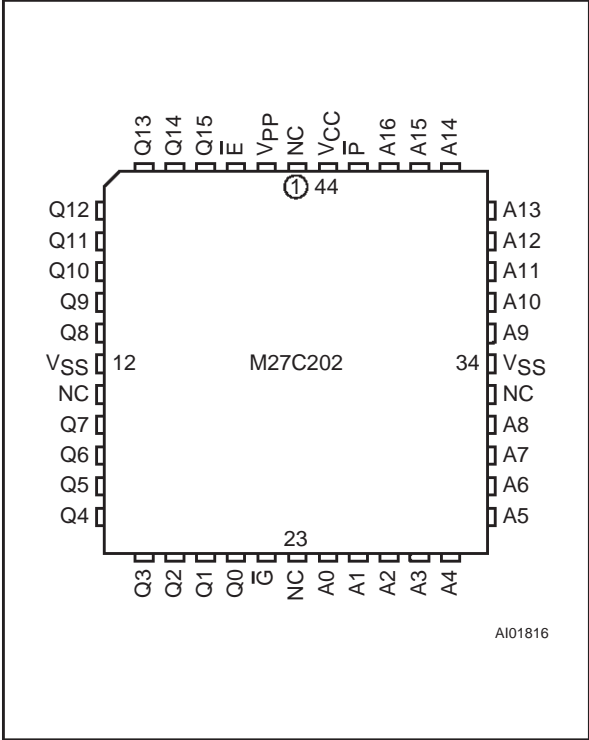 Q13 Q14 Q15 E̅ VPP NC VCC P̅ A16 A15 A14
1 44
Q12 A13
Q11 A12
Q10 A11
Q9 A10
Q8 A9
VSS 12 M27C202 34 VSS
NC NC
Q7 A8
Q6 A7
Q5 A6
Q4 A5
23
Q3 Q2 Q1 Q0 G̅ NC A0 A1 A2 A3 A4
AI01816